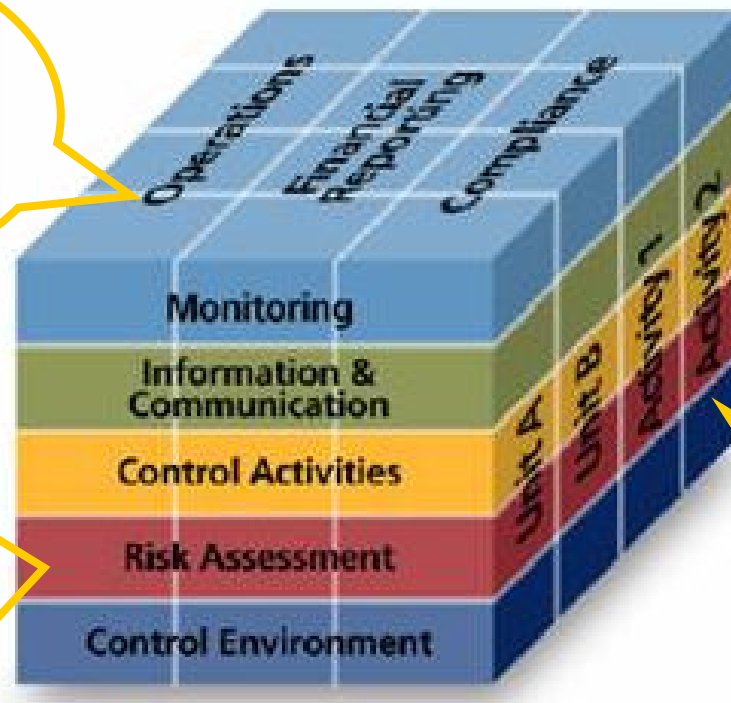 Operations
Financial
Reporting
Compliance
Monitoring
Information &
Communication
Control Activities
Risk Assessment
Control Environment
Unit A
Unit B
Activity 1
Activity 2